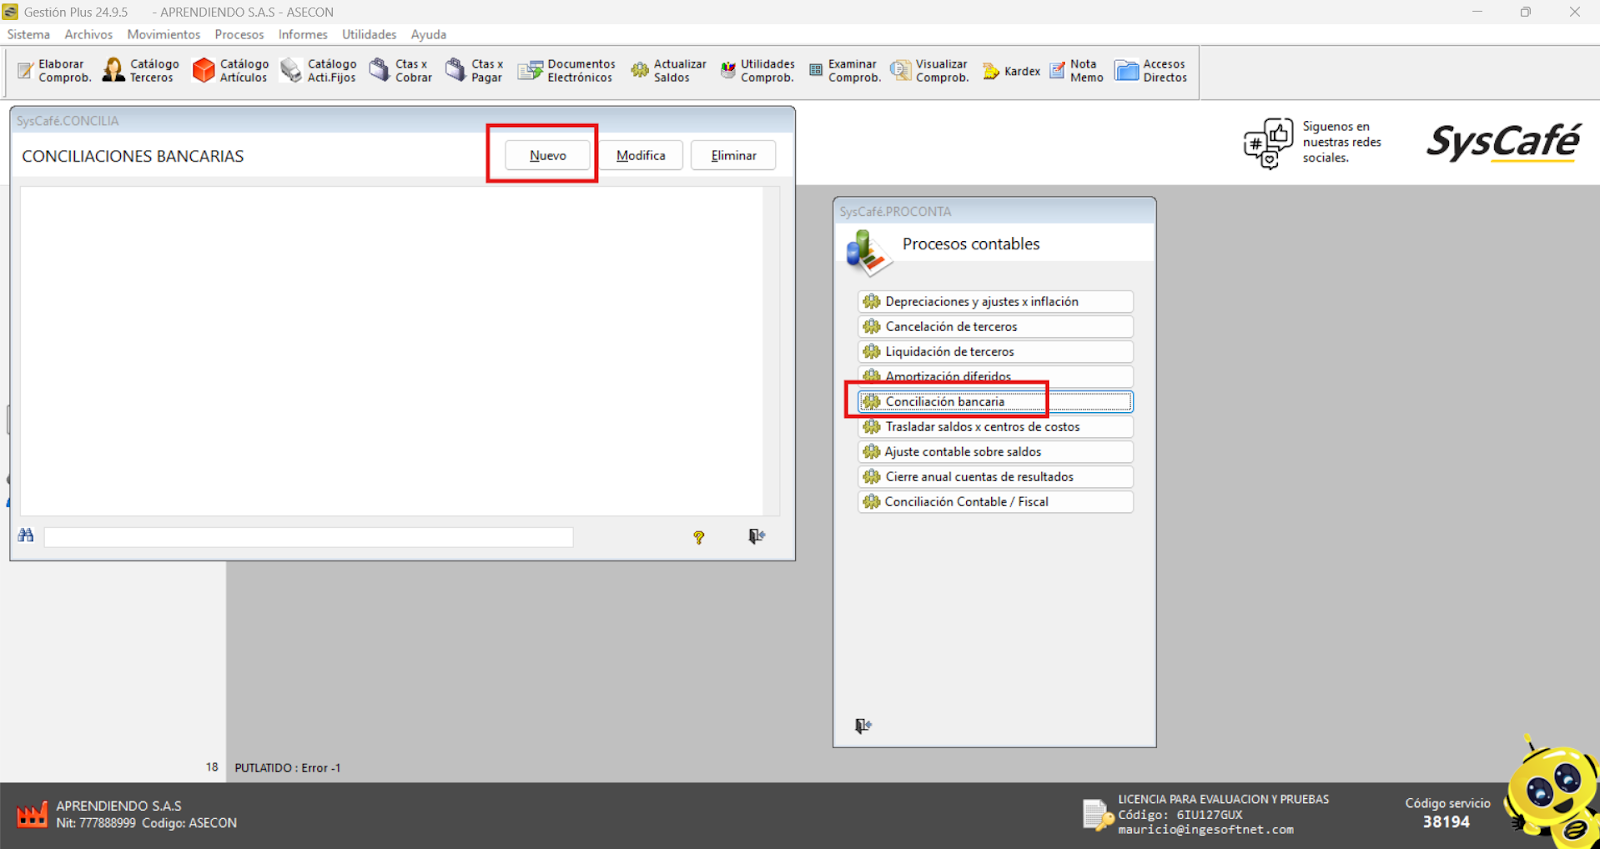 Gestión Plus 24.9.5 - APRENDIENDO S.A.S - ASECON
Sistema Archivos Movimientos Procesos Informes Utilidades Ayuda
Elaborar Comprob.
Catálogo Terceros
Catálogo Artículos
Catálogo Acti.Fijos
Ctas x Cobrar
Ctas x Pagar
Documentos Electrónicos
Actualizar Saldos
Utilidades Comprob.
Examinar Comprob.
Visualizar Comprob.
Kardex
Nota Memo
Accesos Directos
SysCafé.CONCILIA
CONCILIACIONES BANCARIAS
Nuevo Modifica Eliminar
Siguenos en
nuestras redes
sociales.
SysCafé
SysCafé.PROCONTA
Procesos contables
Depreciaciones y ajustes x inflación
Cancelación de terceros
Liquidación de terceros
Amortización diferidos
Conciliación bancaria
Trasladar saldos x centros de costos
Ajuste contable sobre saldos
Cierre anual cuentas de resultados
Conciliación Contable / Fiscal
18 PUTLATIDO : Error -1
APRENDIENDO S.A.S
Nit: 777888999 Codigo: ASECON
LICENCIA PARA EVALUACION Y PRUEBAS
Código: 6IU127GUX
mauricio@ingesoftnet.com
Código servicio
38194